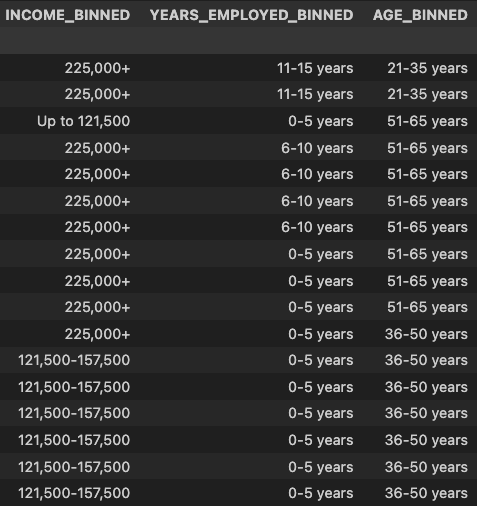 INCOME_BINNED YEARS_EMPLOYED_BINNED AGE_BINNED
225,000+ 11-15 years 21-35 years
225,000+ 11-15 years 21-35 years
Up to 121,500 0-5 years 51-65 years
225,000+ 6-10 years 51-65 years
225,000+ 6-10 years 51-65 years
225,000+ 6-10 years 51-65 years
225,000+ 6-10 years 51-65 years
225,000+ 0-5 years 51-65 years
225,000+ 0-5 years 51-65 years
225,000+ 0-5 years 51-65 years
225,000+ 0-5 years 36-50 years
121,500-157,500 0-5 years 36-50 years
121,500-157,500 0-5 years 36-50 years
121,500-157,500 0-5 years 36-50 years
121,500-157,500 0-5 years 36-50 years
121,500-157,500 0-5 years 36-50 years
121,500-157,500 0-5 years 36-50 years